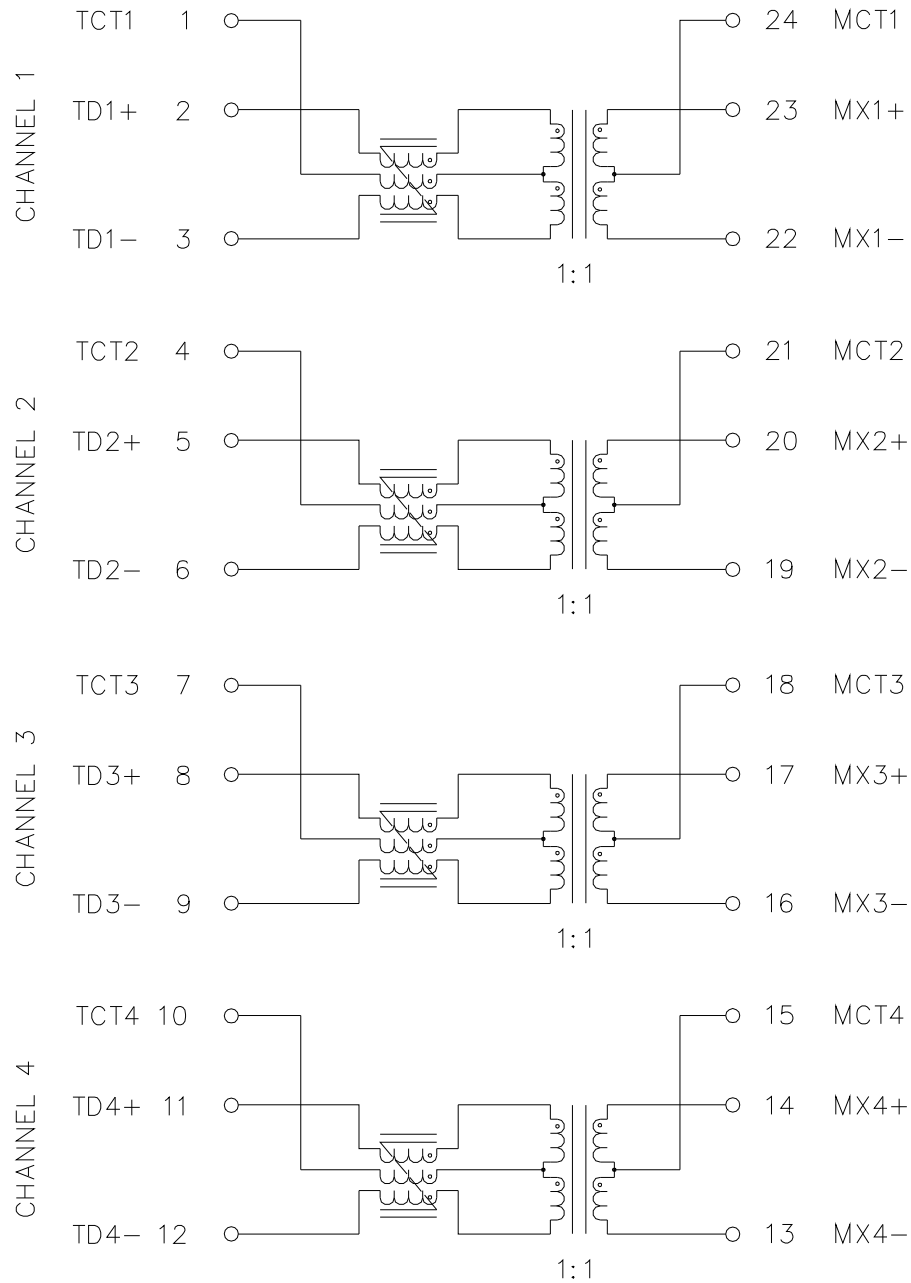 CHANNEL 1
TCT1 1 24 MCT1
TD1+ 2 23 MX1+
TD1− 3 22 MX1−
1:1
CHANNEL 2
TCT2 4 21 MCT2
TD2+ 5 20 MX2+
TD2− 6 19 MX2−
1:1
CHANNEL 3
TCT3 7 18 MCT3
TD3+ 8 17 MX3+
TD3− 9 16 MX3−
1:1
CHANNEL 4
TCT4 10 15 MCT4
TD4+ 11 14 MX4+
TD4− 12 13 MX4−
1:1